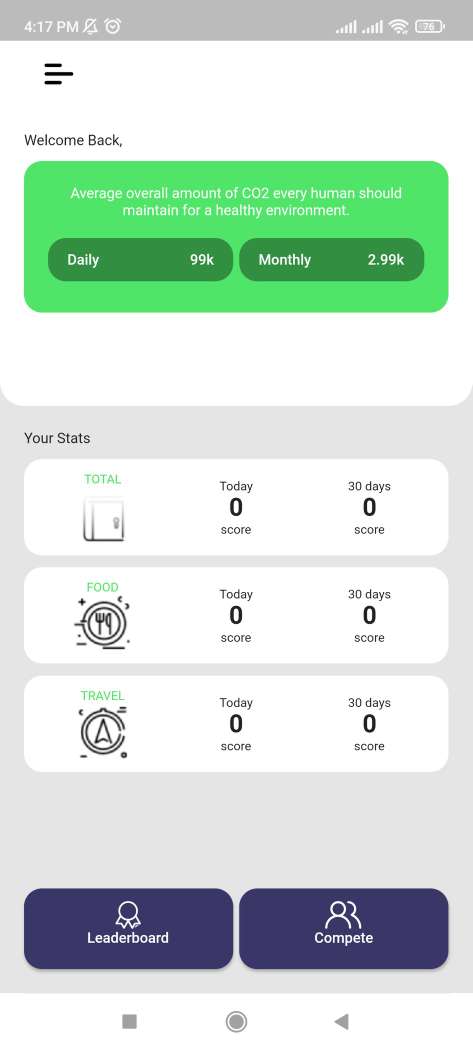 4:17 PM
76
Welcome Back,
Average overall amount of CO2 every human should
maintain for a healthy environment.
Daily 99k Monthly 2.99k
Your Stats
TOTAL
Today 30 days
0 0
score score
FOOD
Today 30 days
0 0
score score
TRAVEL
Today 30 days
0 0
score score
Leaderboard Compete